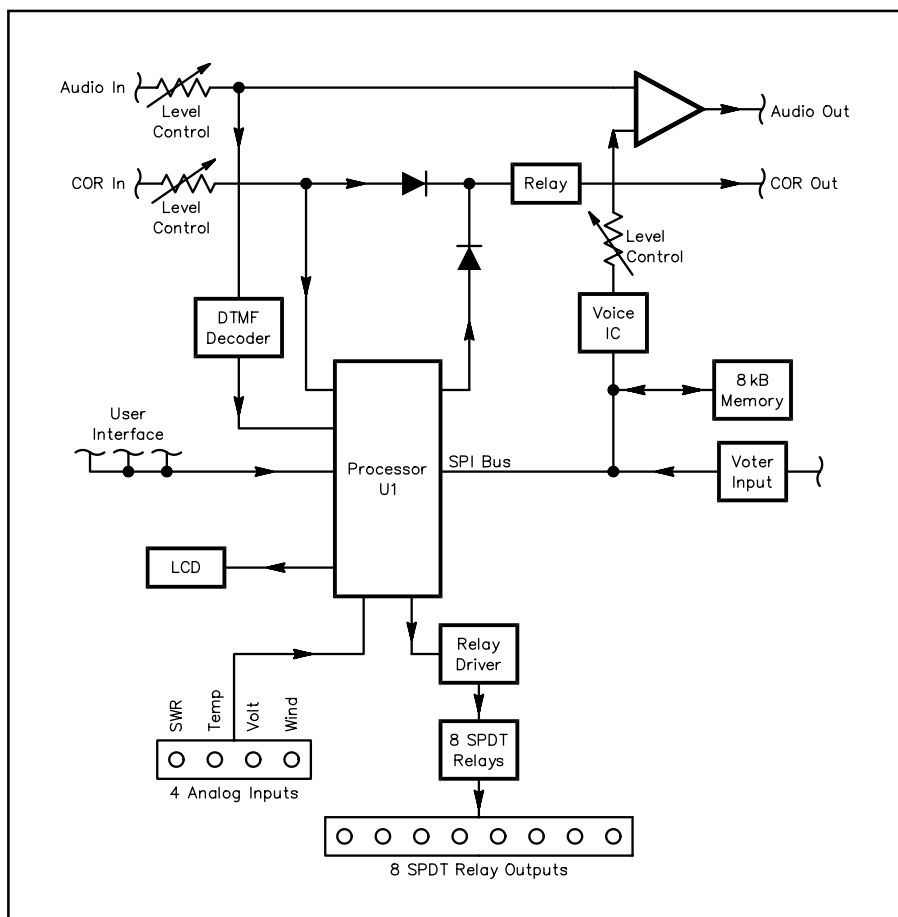 Audio In
Level
Control
Audio Out
COR In
Level
Control
Relay
COR Out
Level
Control
DTMF
Decoder
Voice
IC
8 kB
Memory
User
Interface
Processor
U1
SPI Bus
Voter
Input
LCD
Relay
Driver
SWR
Temp
Volt
Wind
8 SPDT
Relays
4 Analog Inputs
8 SPDT Relay Outputs